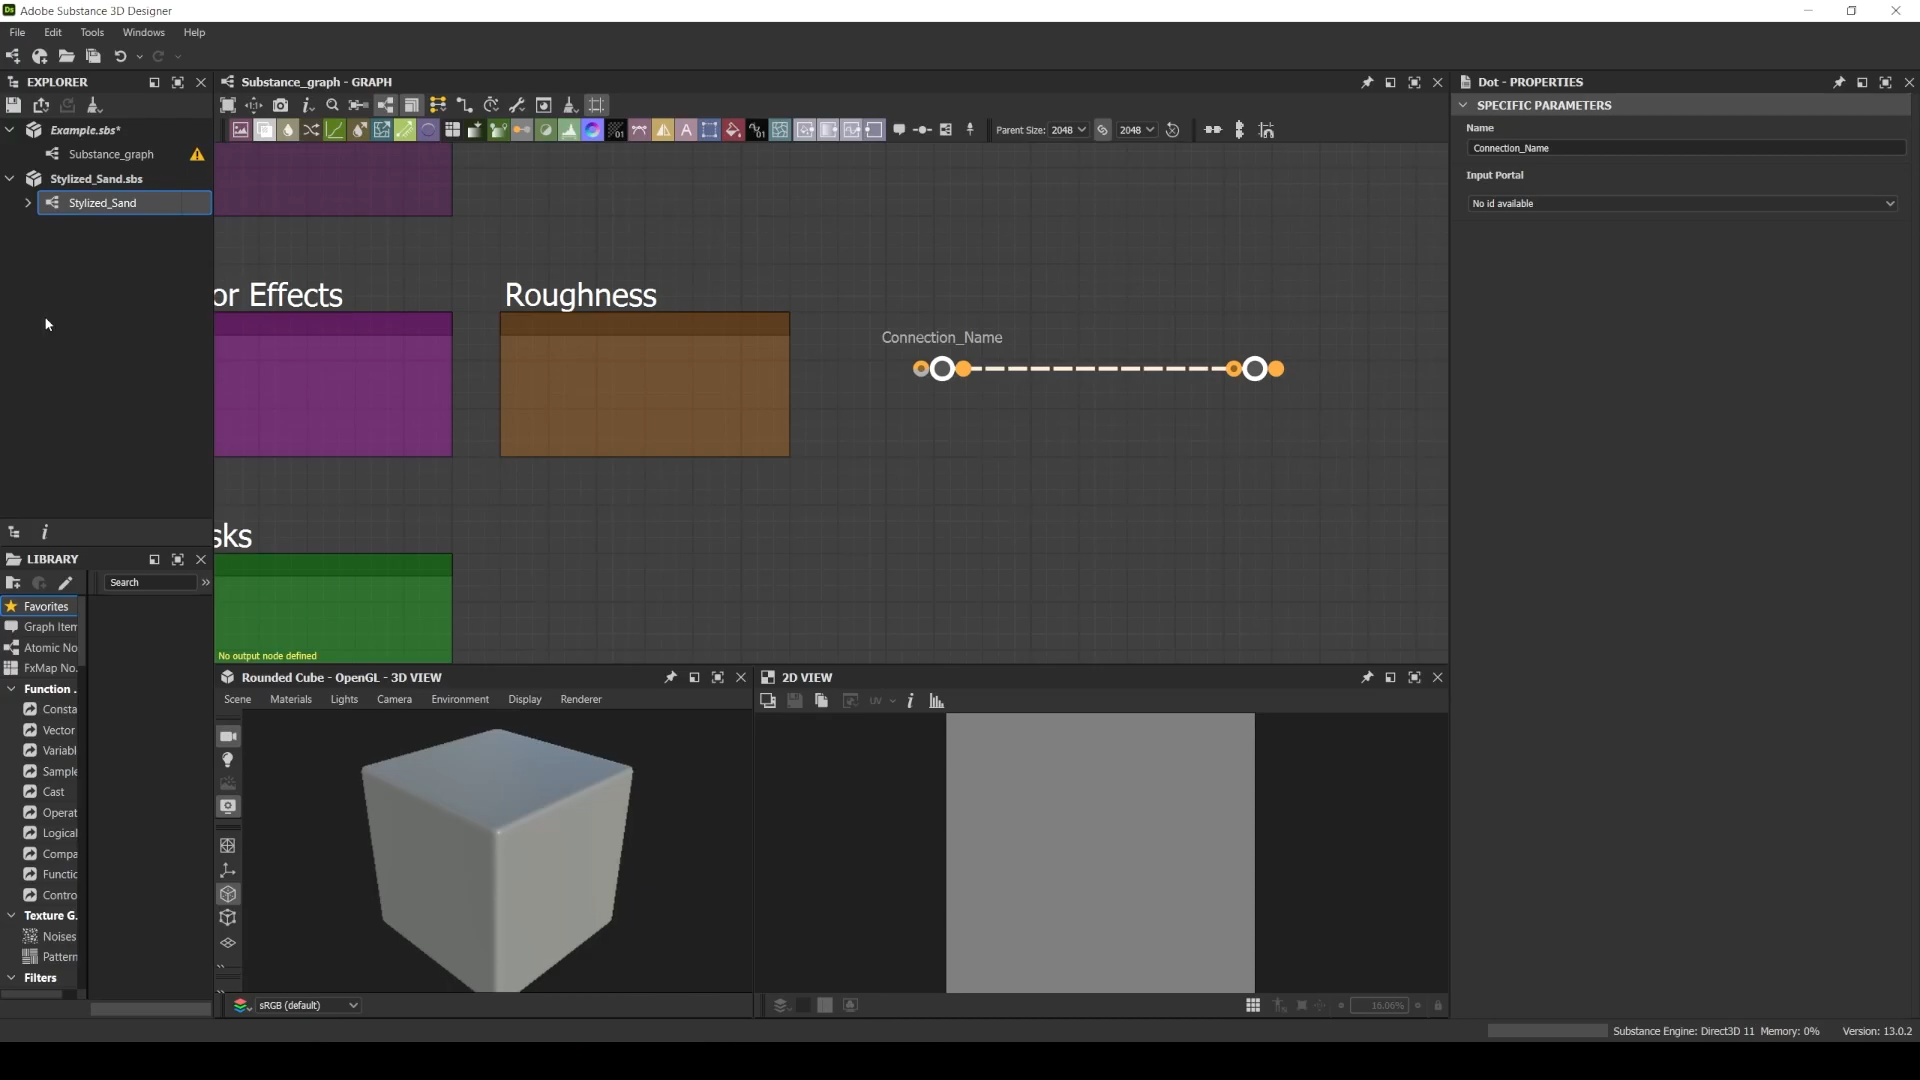 Adobe Substance 3D Designer
File Edit Tools Windows Help
EXPLORER
Example.sbs*
Substance_graph
Stylized_Sand.sbs
Stylized_Sand
LIBRARY
Search
Favorites
Graph Item
Atomic No
FxMap No.
Function .
Consta
Vector
Variabl
Sample
Cast
Operat
Logical
Compa
Functic
Contro
Texture G.
Noises
Pattern
Filters
Substance_graph - GRAPH
Parent Size: 2048 2048
or Effects
Roughness
Connection_Name
sks
No output node defined
Rounded Cube - OpenGL - 3D VIEW
Scene Materials Lights Camera Environment Display Renderer
sRGB (default)
2D VIEW
UV
16.06%
Dot - PROPERTIES
SPECIFIC PARAMETERS
Name
Connection_Name
Input Portal
No id available
Substance Engine: Direct3D 11 Memory: 0% Version: 13.0.2